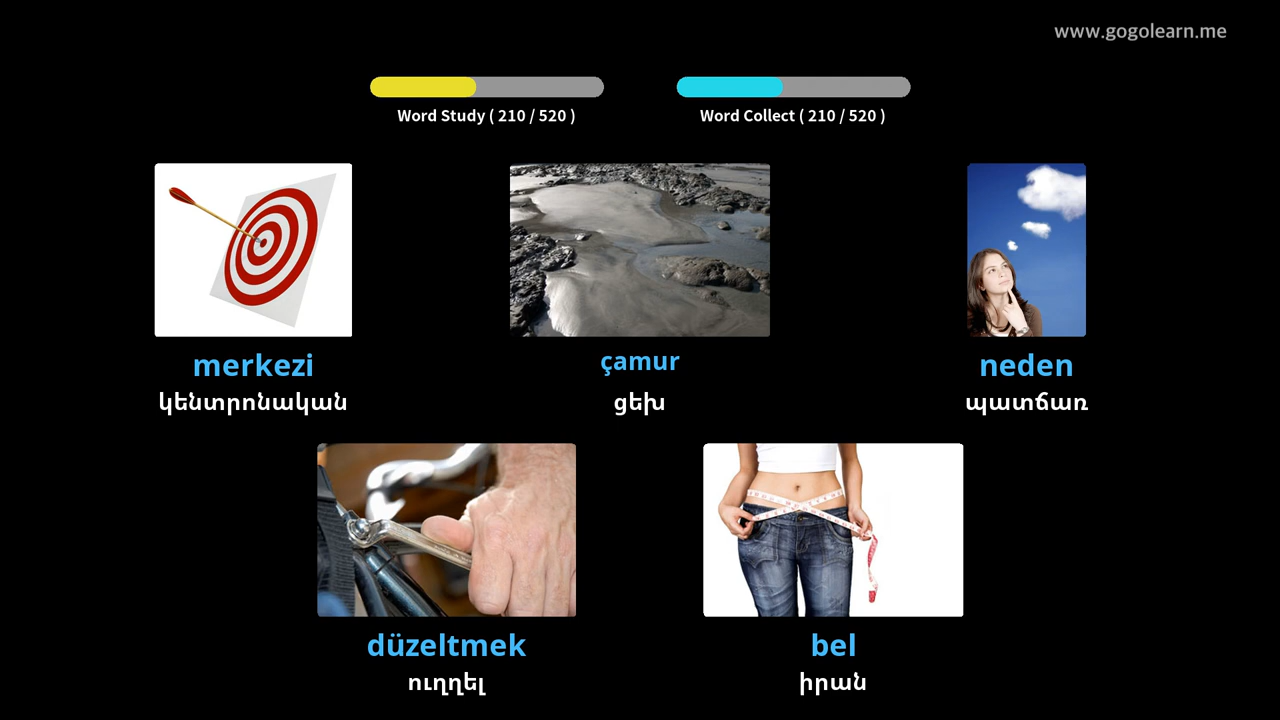 www.gogolearn.me
Word Study ( 210 / 520 )
Word Collect ( 210 / 520 )
merkezi
կենտրոնական
çamur
ցեխ
neden
պատճառ
düzeltmek
ուղղել
bel
իրան